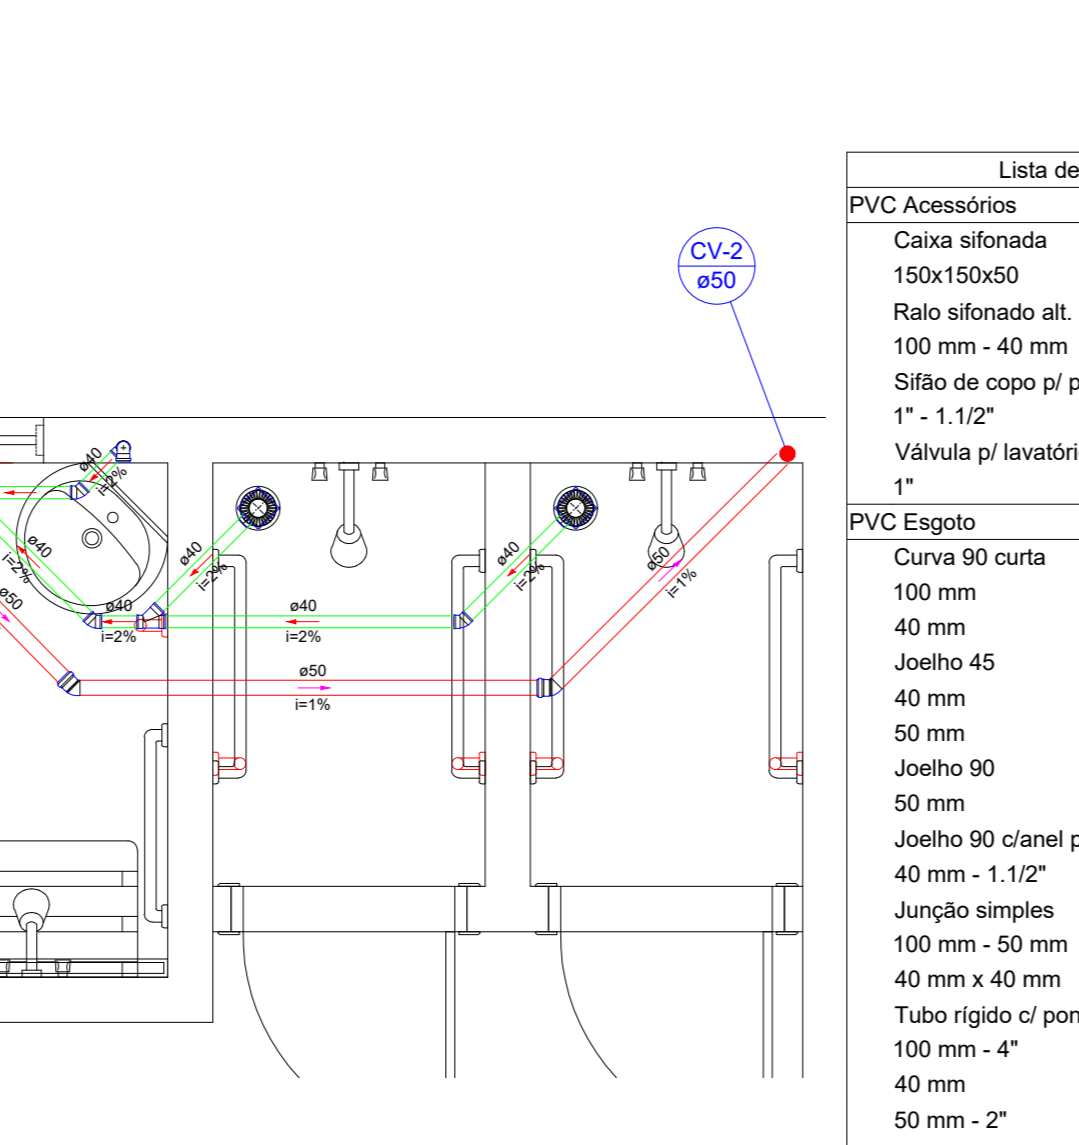 CV-2
ø50
ø40
i=2%
ø40
i=2%
ø50
ø40
i=2%
ø40
i=2%
ø40
i=2%
ø40
i=2%
ø50
i=1%
ø50
i=1%
Lista de
PVC Acessórios
Caixa sifonada
150x150x50
Ralo sifonado alt.
100 mm - 40 mm
Sifão de copo p/ p
1" - 1.1/2"
Válvula p/ lavatóri
1"
PVC Esgoto
Curva 90 curta
100 mm
40 mm
Joelho 45
40 mm
50 mm
Joelho 90
50 mm
Joelho 90 c/anel p
40 mm - 1.1/2"
Junção simples
100 mm - 50 mm
40 mm x 40 mm
Tubo rígido c/ pon
100 mm - 4"
40 mm
50 mm - 2"